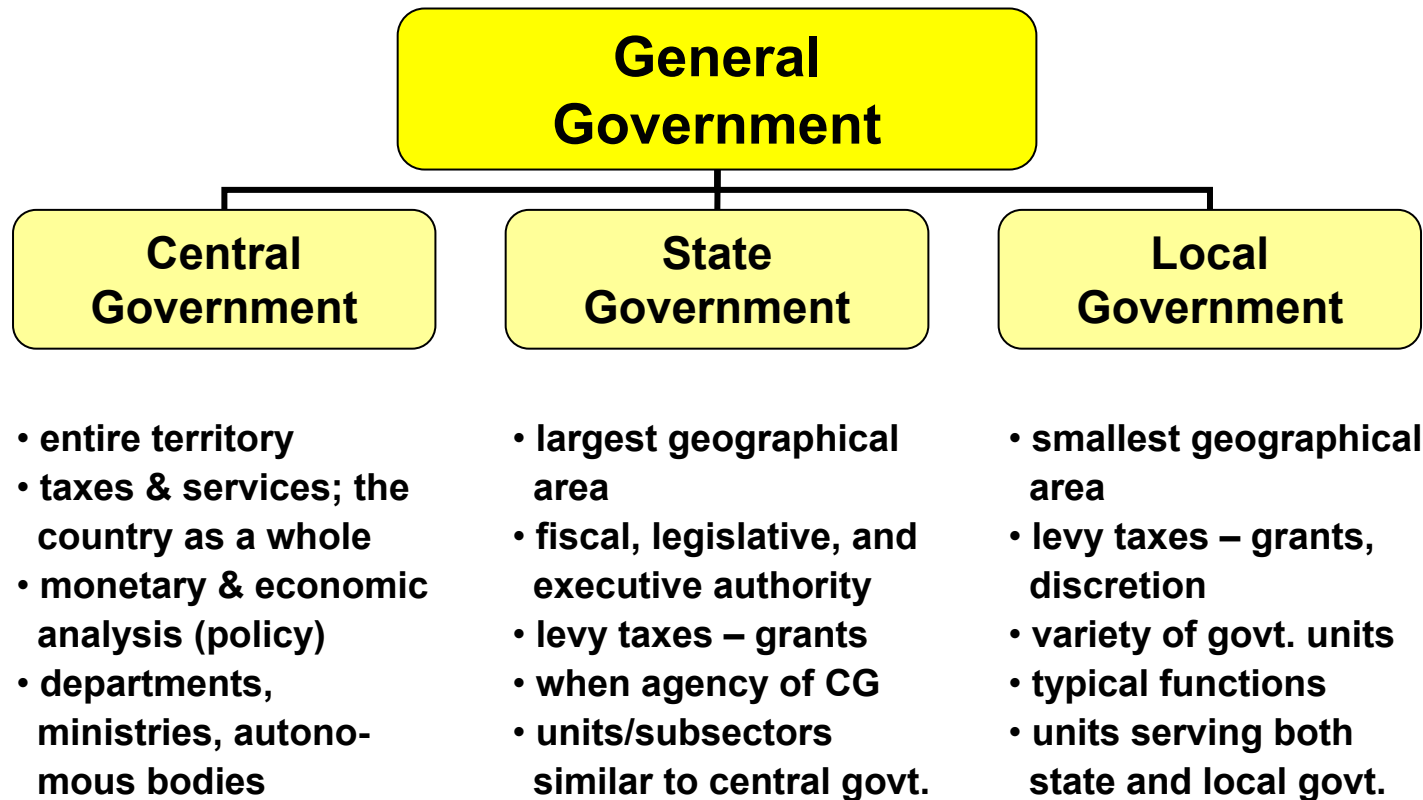 General
Government
Central
Government
State
Government
Local
Government
• entire territory
• taxes & services; the
country as a whole
• monetary & economic
analysis (policy)
• departments,
ministries, autono-
mous bodies
• largest geographical
area
• fiscal, legislative, and
executive authority
• levy taxes – grants
• when agency of CG
• units/subsectors
similar to central govt.
• smallest geographical
area
• levy taxes – grants,
discretion
• variety of govt. units
• typical functions
• units serving both
state and local govt.